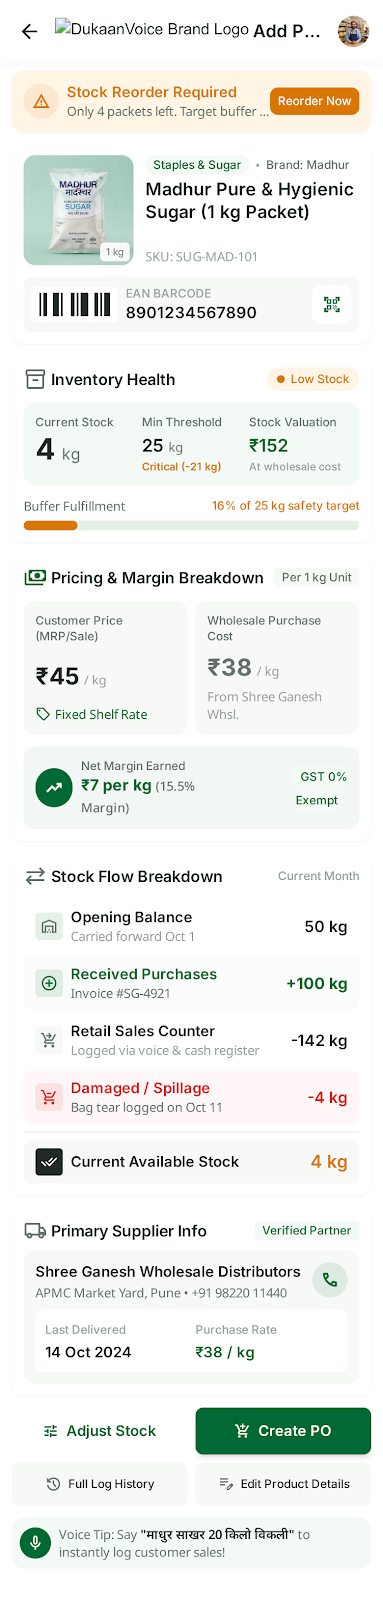 DukaanVoice Brand Logo Add P...
Stock Reorder Required
Only 4 packets left. Target buffer ...
Reorder Now
Staples & Sugar • Brand: Madhur
Madhur Pure & Hygienic
Sugar (1 kg Packet)
MADHUR
SUGAR
1 kg
SKU: SUG-MAD-101
EAN BARCODE
8901234567890
Inventory Health
Low Stock
Current Stock
4 kg
Min Threshold
25 kg
Critical (-21 kg)
Stock Valuation
₹152
At wholesale cost
Buffer Fulfillment
16% of 25 kg safety target
Pricing & Margin Breakdown
Per 1 kg Unit
Customer Price
(MRP/Sale)
₹45 / kg
Fixed Shelf Rate
Wholesale Purchase
Cost
₹38 / kg
From Shree Ganesh
Whsl.
Net Margin Earned
₹7 per kg (15.5%
Margin)
GST 0%
Exempt
Stock Flow Breakdown
Current Month
Opening Balance
Carried forward Oct 1
50 kg
Received Purchases
Invoice #SG-4921
+100 kg
Retail Sales Counter
Logged via voice & cash register
-142 kg
Damaged / Spillage
Bag tear logged on Oct 11
-4 kg
Current Available Stock
4 kg
Primary Supplier Info
Verified Partner
Shree Ganesh Wholesale Distributors
APMC Market Yard, Pune • +91 98220 11440
Last Delivered
14 Oct 2024
Purchase Rate
₹38 / kg
Adjust Stock
Create PO
Full Log History
Edit Product Details
Voice Tip: Say "माधुर साखर 20 किलो विकली" to
instantly log customer sales!